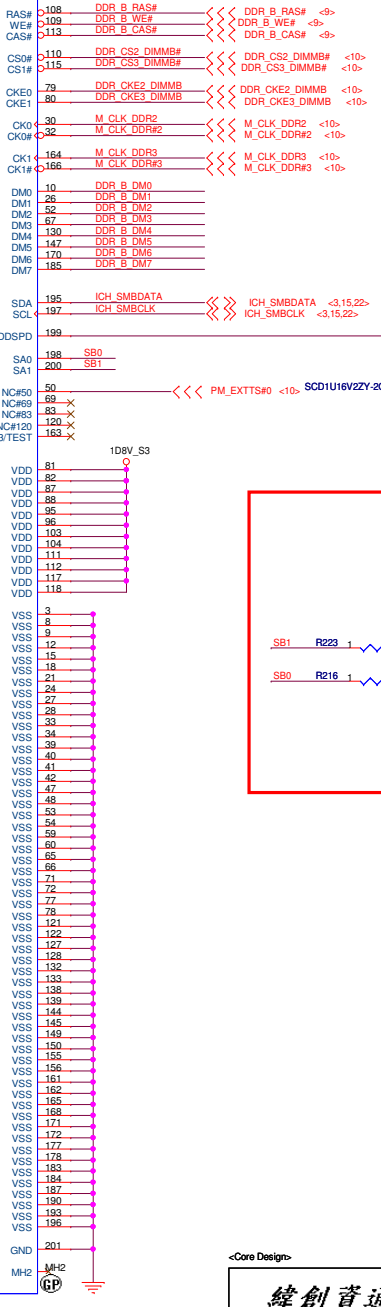 RAS# 108 DDR_B_RAS# DDR_B_RAS# <9>
WE# 109 DDR_B_WE# DDR_B_WE# <9>
CAS# 113 DDR_B_CAS# DDR_B_CAS# <9>
CS0# 110 DDR_CS2_DIMMB# DDR_CS2_DIMMB# <10>
CS1# 115 DDR_CS3_DIMMB# DDR_CS3_DIMMB# <10>
CKE0 79 DDR_CKE2_DIMMB DDR_CKE2_DIMMB <10>
CKE1 80 DDR_CKE3_DIMMB DDR_CKE3_DIMMB <10>
CK0 30 M_CLK_DDR2 M_CLK_DDR2 <10>
CK0# 32 M_CLK_DDR#2 M_CLK_DDR#2 <10>
CK1 164 M_CLK_DDR3 M_CLK_DDR3 <10>
CK1# 166 M_CLK_DDR#3 M_CLK_DDR#3 <10>
DM0 10 DDR_B_DM0
DM1 26 DDR_B_DM1
DM2 52 DDR_B_DM2
DM3 67 DDR_B_DM3
DM4 130 DDR_B_DM4
DM5 147 DDR_B_DM5
DM6 170 DDR_B_DM6
DM7 185 DDR_B_DM7
SDA 195 ICH_SMBDATA ICH_SMBDATA <3,15,22>
SCL 197 ICH_SMBCLK ICH_SMBCLK <3,15,22>
DDSPD 199
SA0 198 SB0
SA1 200 SB1
NC#50 50 PM_EXTTS#0 <10> SCD1U16V2ZY-2G
NC#69 69
NC#83 83
NC#120 120
3/TEST 163
1D8V_S3
VDD 81
VDD 82
VDD 87
VDD 88
VDD 95
VDD 96
VDD 103
VDD 104
VDD 111
VDD 112
VDD 117
VDD 118
VSS 3
VSS 8
VSS 9
VSS 12
VSS 15
VSS 18
VSS 21
VSS 24
VSS 27
VSS 28
VSS 33
VSS 34
VSS 39
VSS 40
VSS 41
VSS 42
VSS 47
VSS 48
VSS 53
VSS 54
VSS 59
VSS 60
VSS 65
VSS 66
VSS 71
VSS 72
VSS 77
VSS 78
VSS 121
VSS 122
VSS 127
VSS 128
VSS 132
VSS 133
VSS 138
VSS 139
VSS 144
VSS 145
VSS 149
VSS 150
VSS 155
VSS 156
VSS 161
VSS 162
VSS 165
VSS 168
VSS 171
VSS 172
VSS 177
VSS 178
VSS 183
VSS 184
VSS 187
VSS 190
VSS 193
VSS 196
GND 201
MH2 MH2
GP
SB1 R223 1
SB0 R216 1
<Core Design>
緯創資通